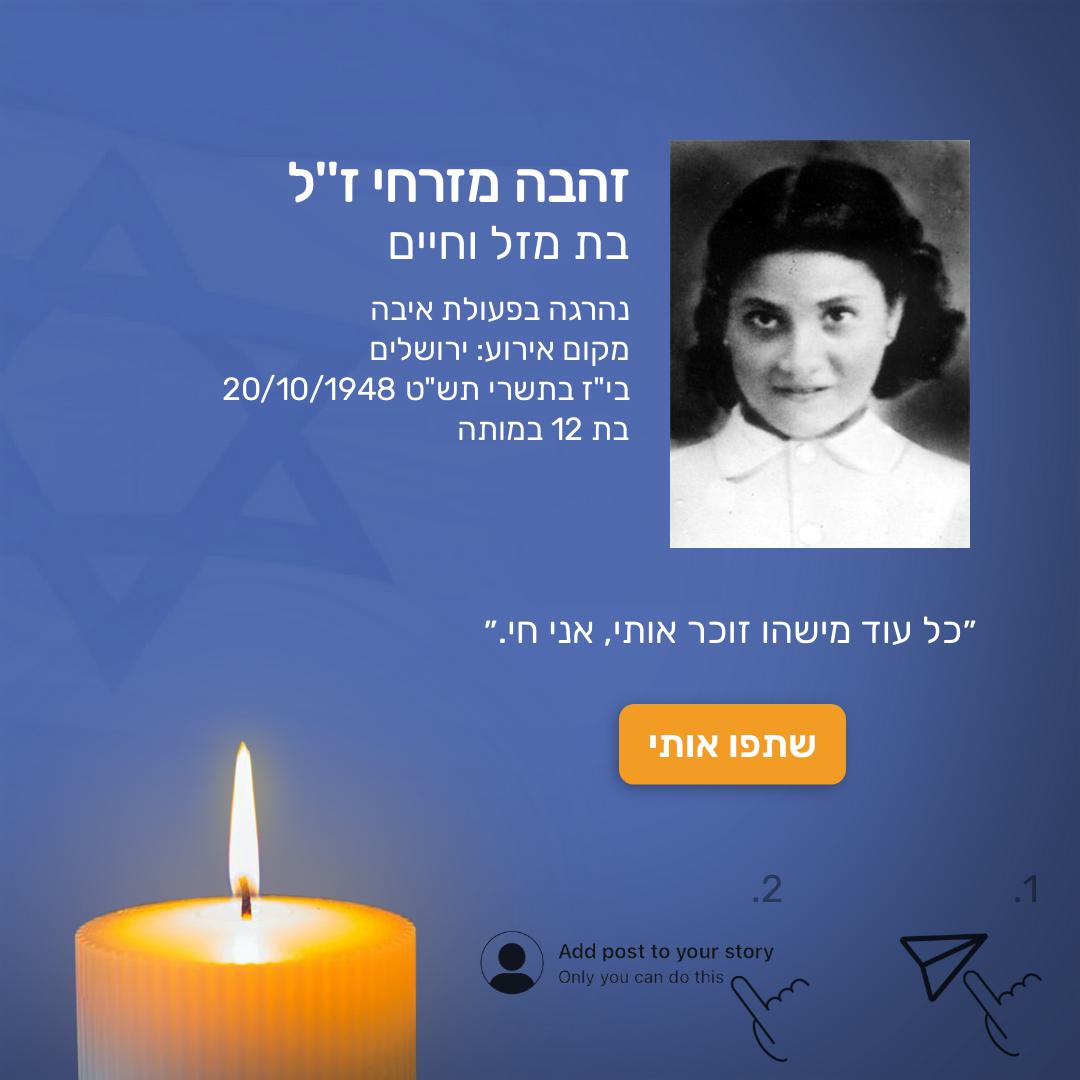 זהבה מזרחי ז"ל
בת מזל וחיים
נהרגה בפעולת איבה
מקום אירוע: ירושלים
בי"ז בתשרי תש"ט 20/10/1948
בת 12 במותה
״כל עוד מישהו זוכר אותי, אני חי.״
שתפו אותי
.1
.2
Add post to your story
Only you can do this